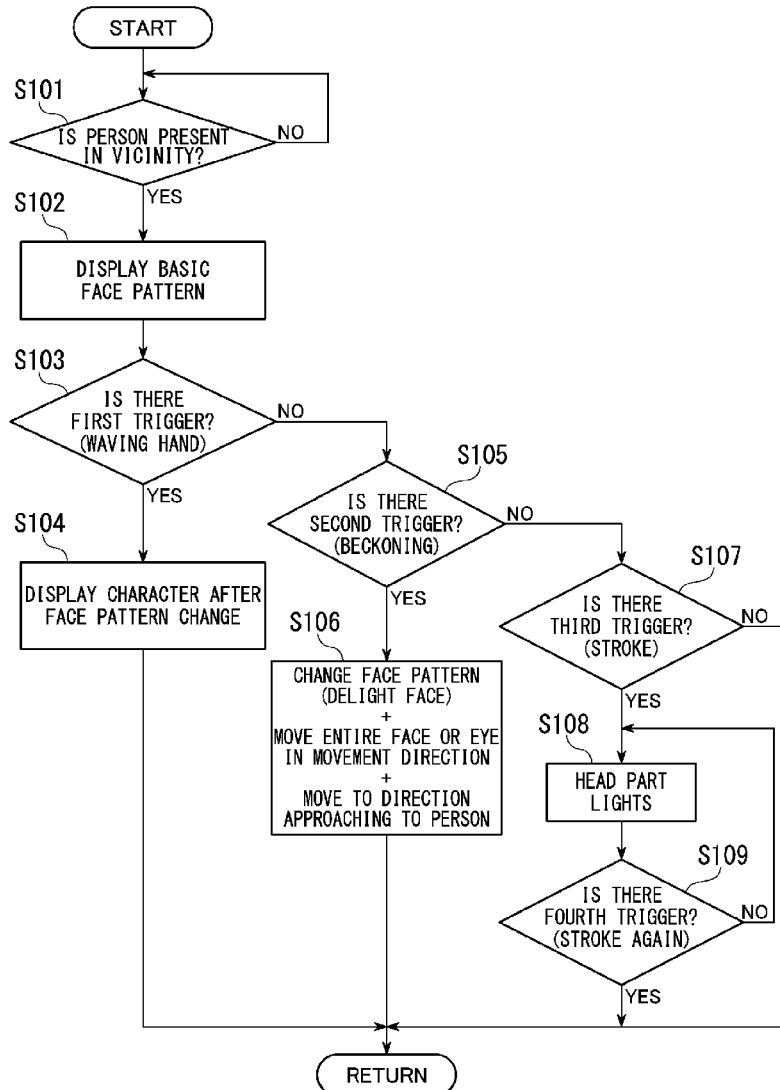 START
S101
IS PERSON PRESENT
IN VICINITY?
NO
YES
S102
DISPLAY BASIC
FACE PATTERN
S103
IS THERE
FIRST TRIGGER?
(WAVING HAND)
NO
YES
S104
DISPLAY CHARACTER AFTER
FACE PATTERN CHANGE
S105
IS THERE
SECOND TRIGGER?
(BECKONING)
NO
YES
S106
CHANGE FACE PATTERN
(DELIGHT FACE)
+
MOVE ENTIRE FACE OR EYE
IN MOVEMENT DIRECTION
+
MOVE TO DIRECTION
APPROACHING TO PERSON
S107
IS THERE
THIRD TRIGGER?
(STROKE)
NO
YES
S108
HEAD PART
LIGHTS
S109
IS THERE
FOURTH TRIGGER?
(STROKE AGAIN)
NO
YES
RETURN